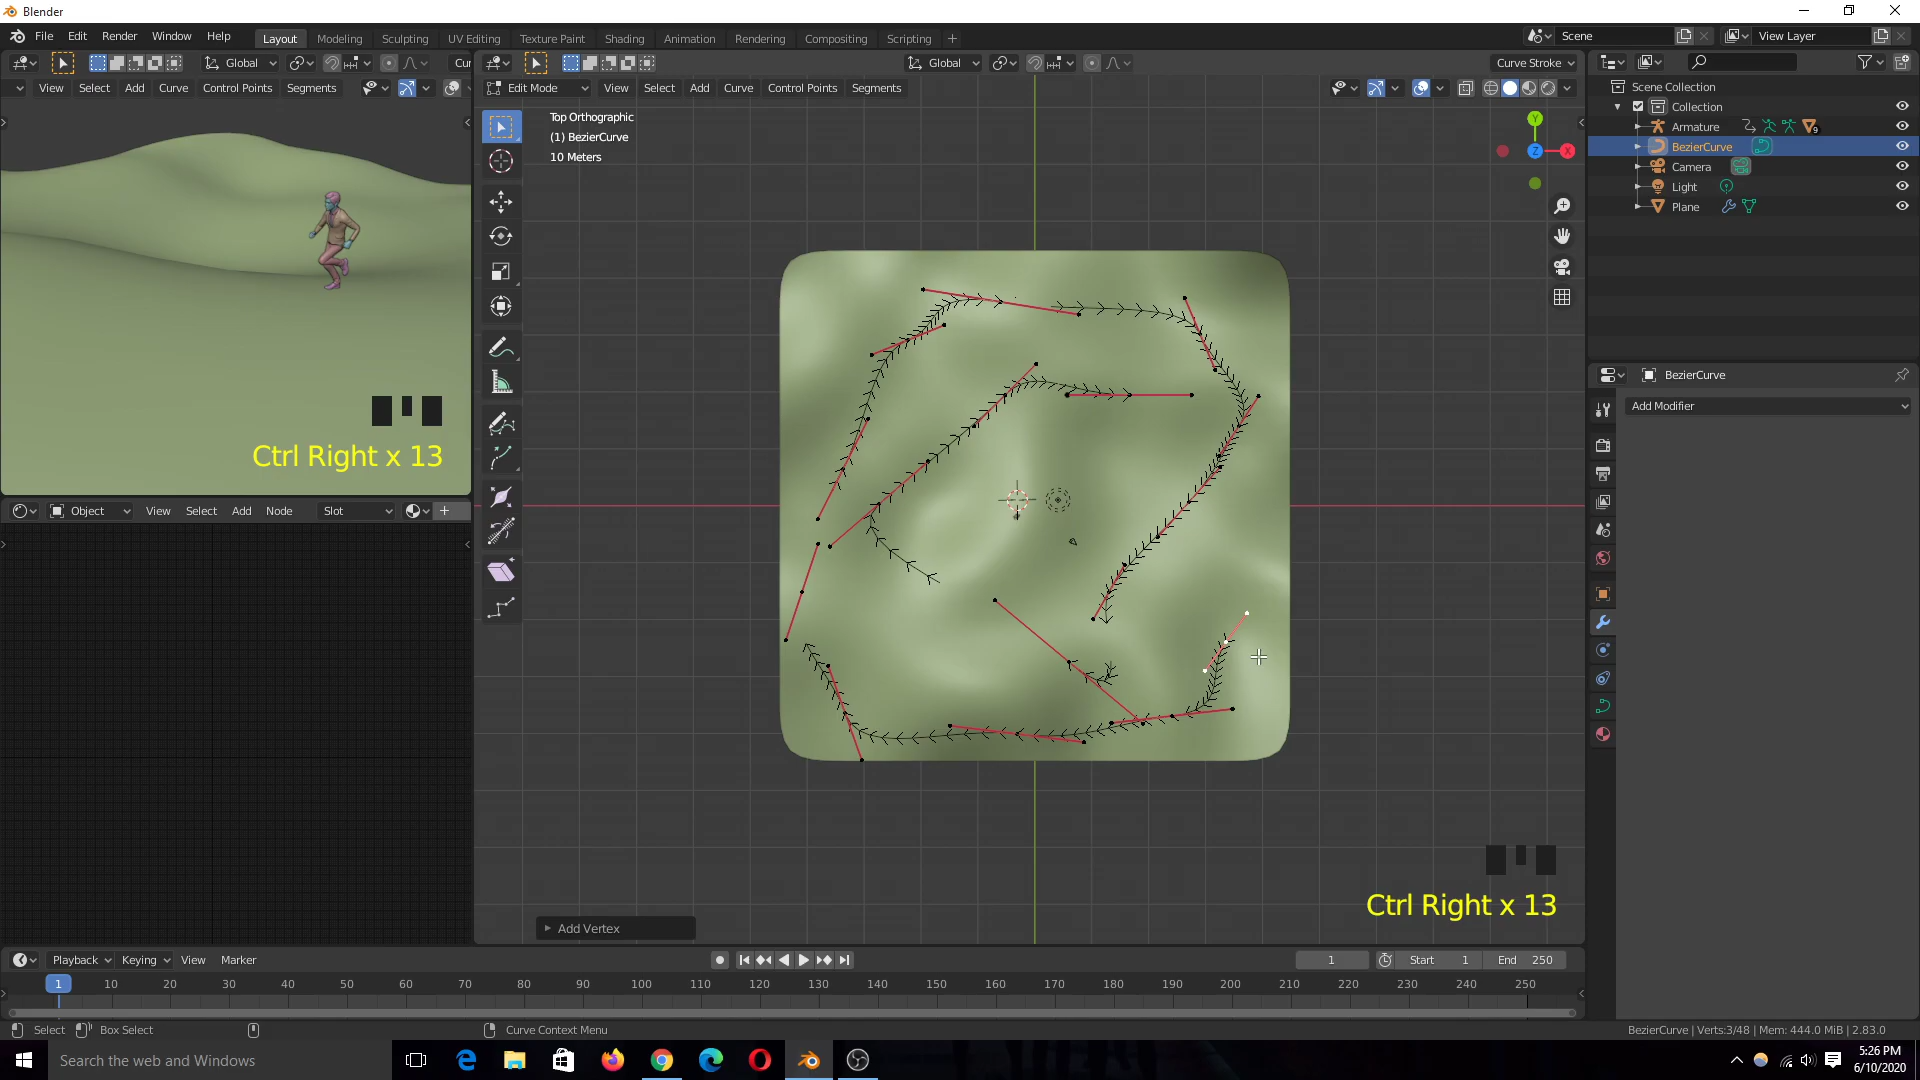 Blender
File Edit Render Window Help
Layout Modeling Sculpting UV Editing Texture Paint Shading Animation Rendering Compositing Scripting
Scene View Layer
Global Cur
Global Curve Stroke
View Select Add Curve Control Points Segments
Edit Mode View Select Add Curve Control Points Segments
Top Orthographic
(1) BezierCurve
10 Meters
Y
Z X
Scene Collection
Collection
Armature 9
BezierCurve
Camera
Light
Plane
BezierCurve
Add Modifier
Ctrl Right x 13
Object View Select Add Node Slot
Ctrl Right x 13
Add Vertex
Playback Keying View Marker 1 Start 1 End 250
1 10 20 30 40 50 60 70 80 90 100 110 120 130 140 150 160 170 180 190 200 210 220 230 240 250
Select Box Select Curve Context Menu BezierCurve | Verts:3/48 | Mem: 444.0 MiB | 2.83.0
Search the web and Windows
5:26 PM
6/10/2020